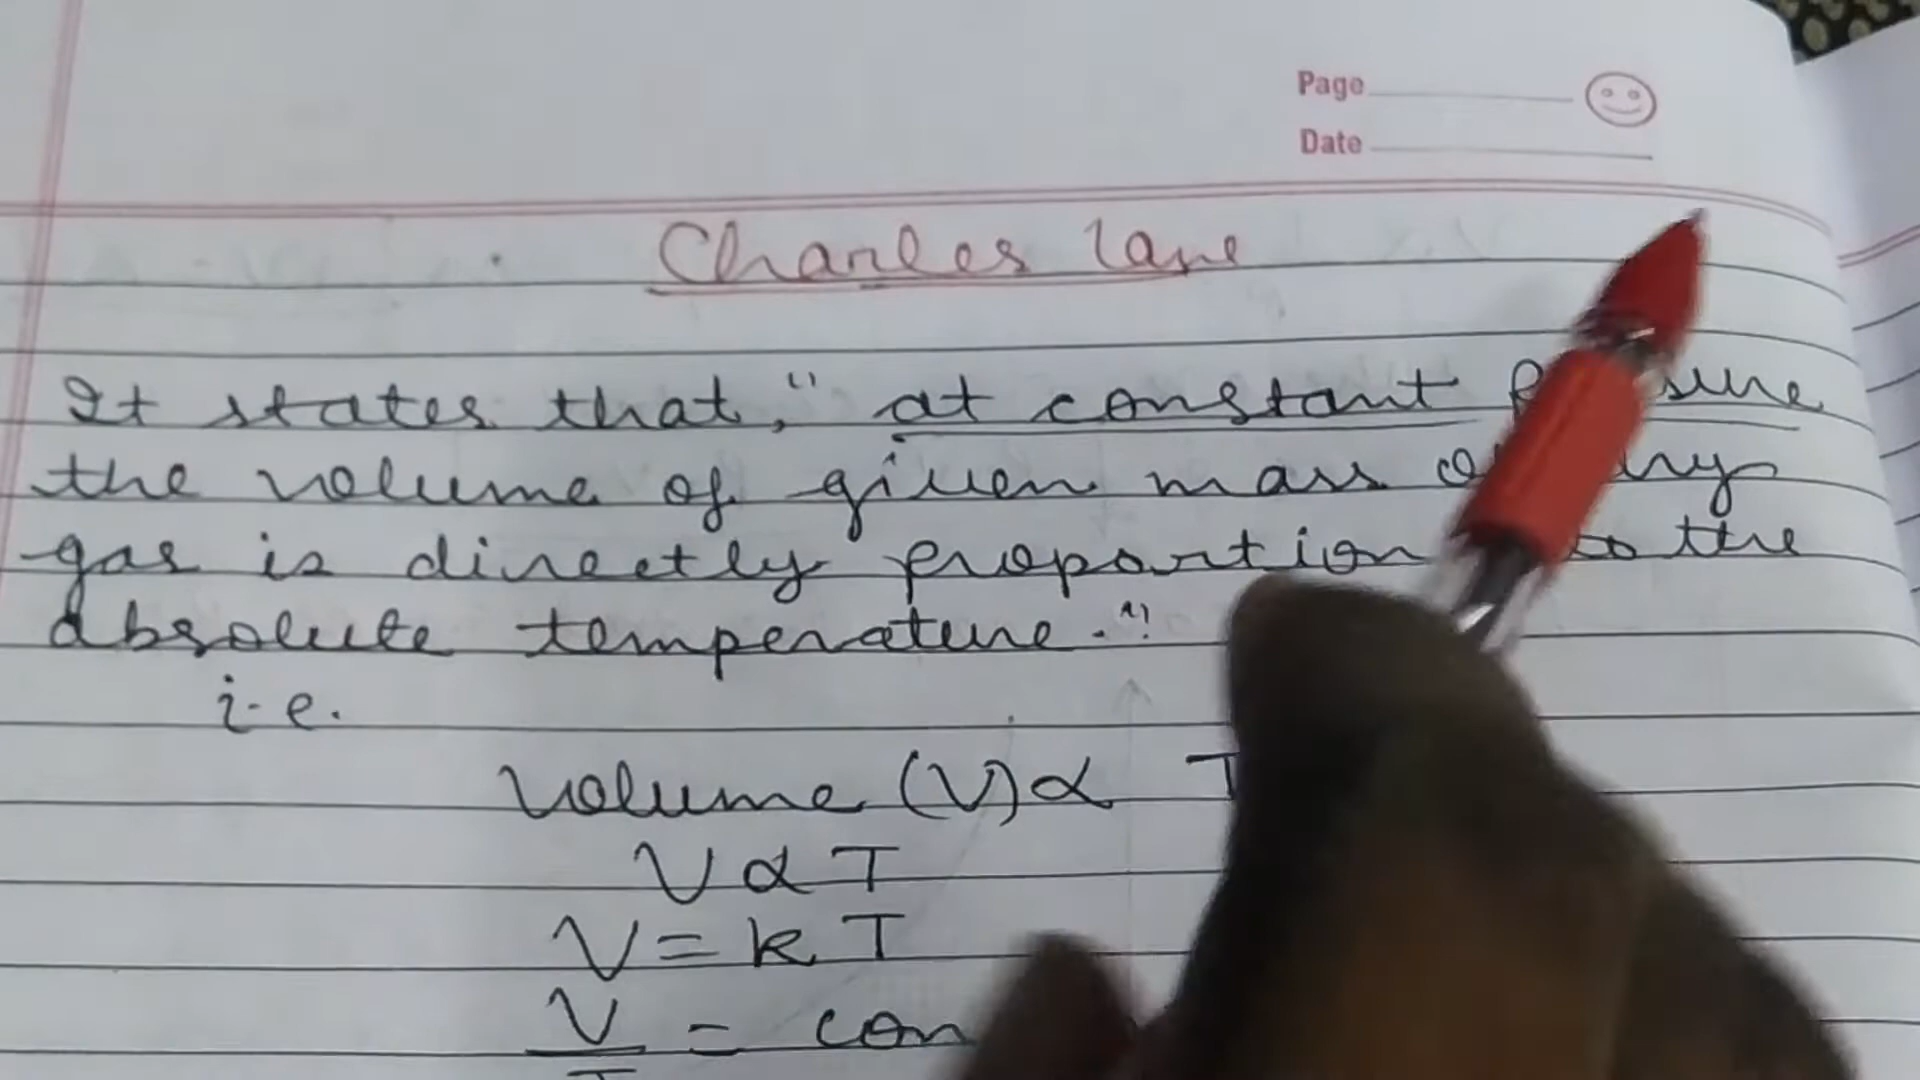 Page
Date
Charles law
It states that, " at constant
the volume of given mass
gas is directly proportion to the
absolute temperature."
i.e.
Volume (V) ∝ T
V ∝ T
V = k T
V = con
T